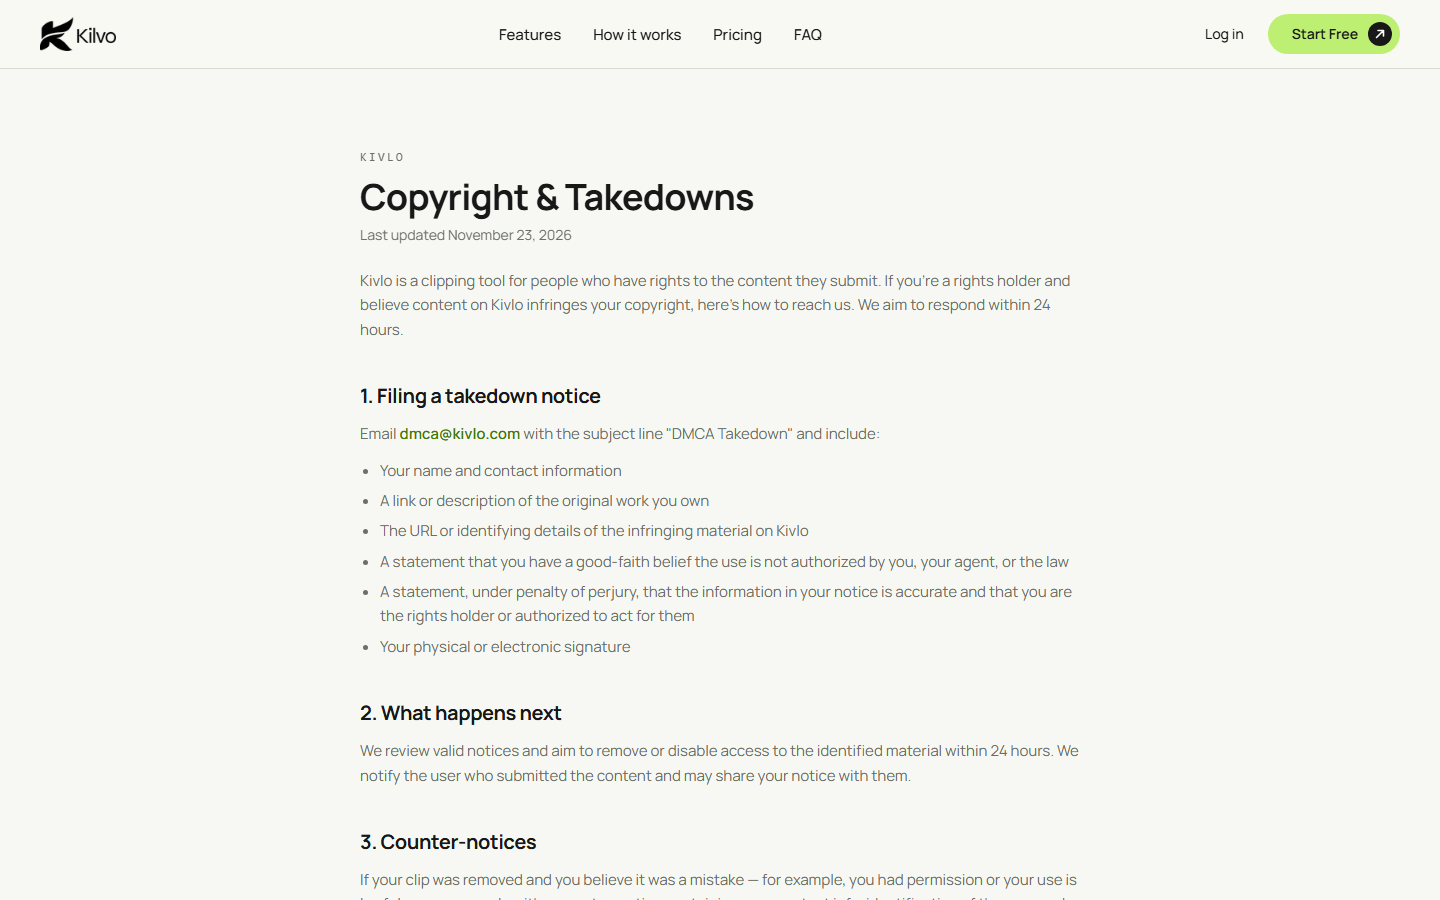 Kilvo
Features
How it works
Pricing
FAQ
Log in
Start Free
KIVLO
Copyright & Takedowns
Last updated November 23, 2026
Kivlo is a clipping tool for people who have rights to the content they submit. If you're a rights holder and
believe content on Kivlo infringes your copyright, here's how to reach us. We aim to respond within 24
hours.
1. Filing a takedown notice
Email dmca@kivlo.com with the subject line "DMCA Takedown" and include:
• Your name and contact information
• A link or description of the original work you own
• The URL or identifying details of the infringing material on Kivlo
• A statement that you have a good-faith belief the use is not authorized by you, your agent, or the law
• A statement, under penalty of perjury, that the information in your notice is accurate and that you are
the rights holder or authorized to act for them
• Your physical or electronic signature
2. What happens next
We review valid notices and aim to remove or disable access to the identified material within 24 hours. We
notify the user who submitted the content and may share your notice with them.
3. Counter-notices
If your clip was removed and you believe it was a mistake — for example, you had permission or your use is